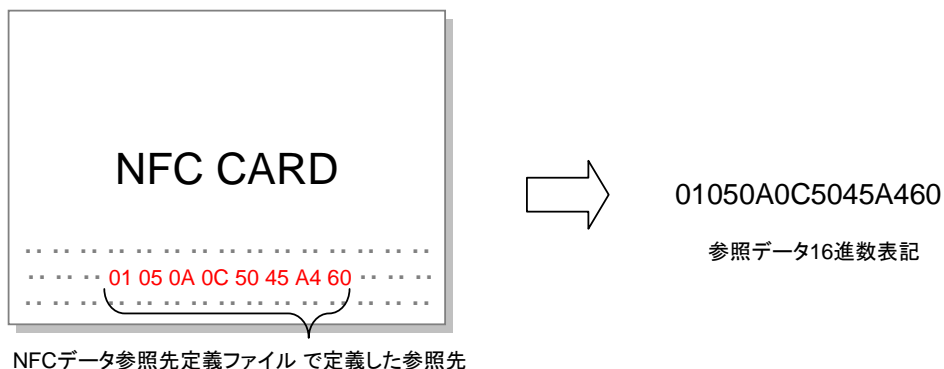 NFC CARD
01 05 0A 0C 50 45 A4 60
NFCデータ参照先定義ファイル で定義した参照先
01050A0C5045A460
参照データ16進数表記